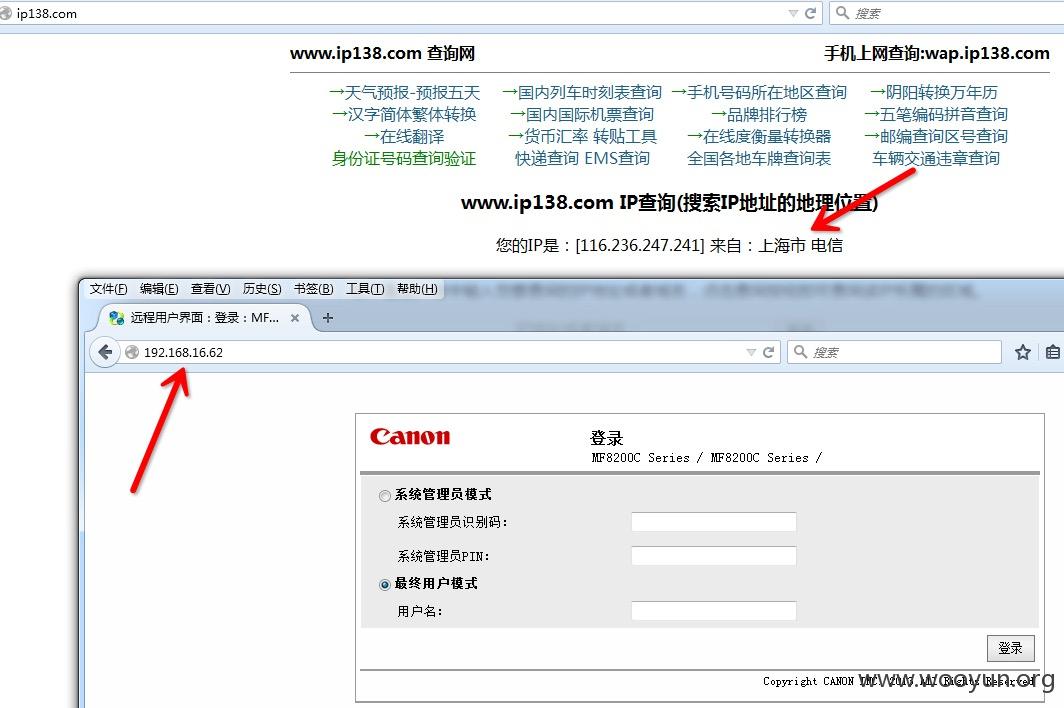 ip138.com 搜索
www.ip138.com 查询网 手机上网查询:wap.ip138.com
→天气预报-预报五天 →国内列车时刻表查询 →手机号码所在地区查询 →阴阳转换万年历
→汉字简体繁体转换 →国内国际机票查询 →品牌排行榜 →五笔编码拼音查询
→在线翻译 →货币汇率 转贴工具 →在线度衡量转换器 →邮编查询区号查询
身份证号码查询验证 快递查询 EMS查询 全国各地车牌查询表 车辆交通违章查询
www.ip138.com IP查询(搜索IP地址的地理位置)
您的IP是：[116.236.247.241] 来自：上海市 电信
文件(F) 编辑(E) 查看(V) 历史(S) 书签(B) 工具(T) 帮助(H)
远程用户界面：登录：MF...
192.168.16.62 搜索
Canon 登录
MF8200C Series / MF8200C Series /
系统管理员模式
系统管理员识别码:
系统管理员PIN:
最终用户模式
用户名:
登录
Copyright CANON INC. 2013 All Rights Reserved
www.wooyun.org